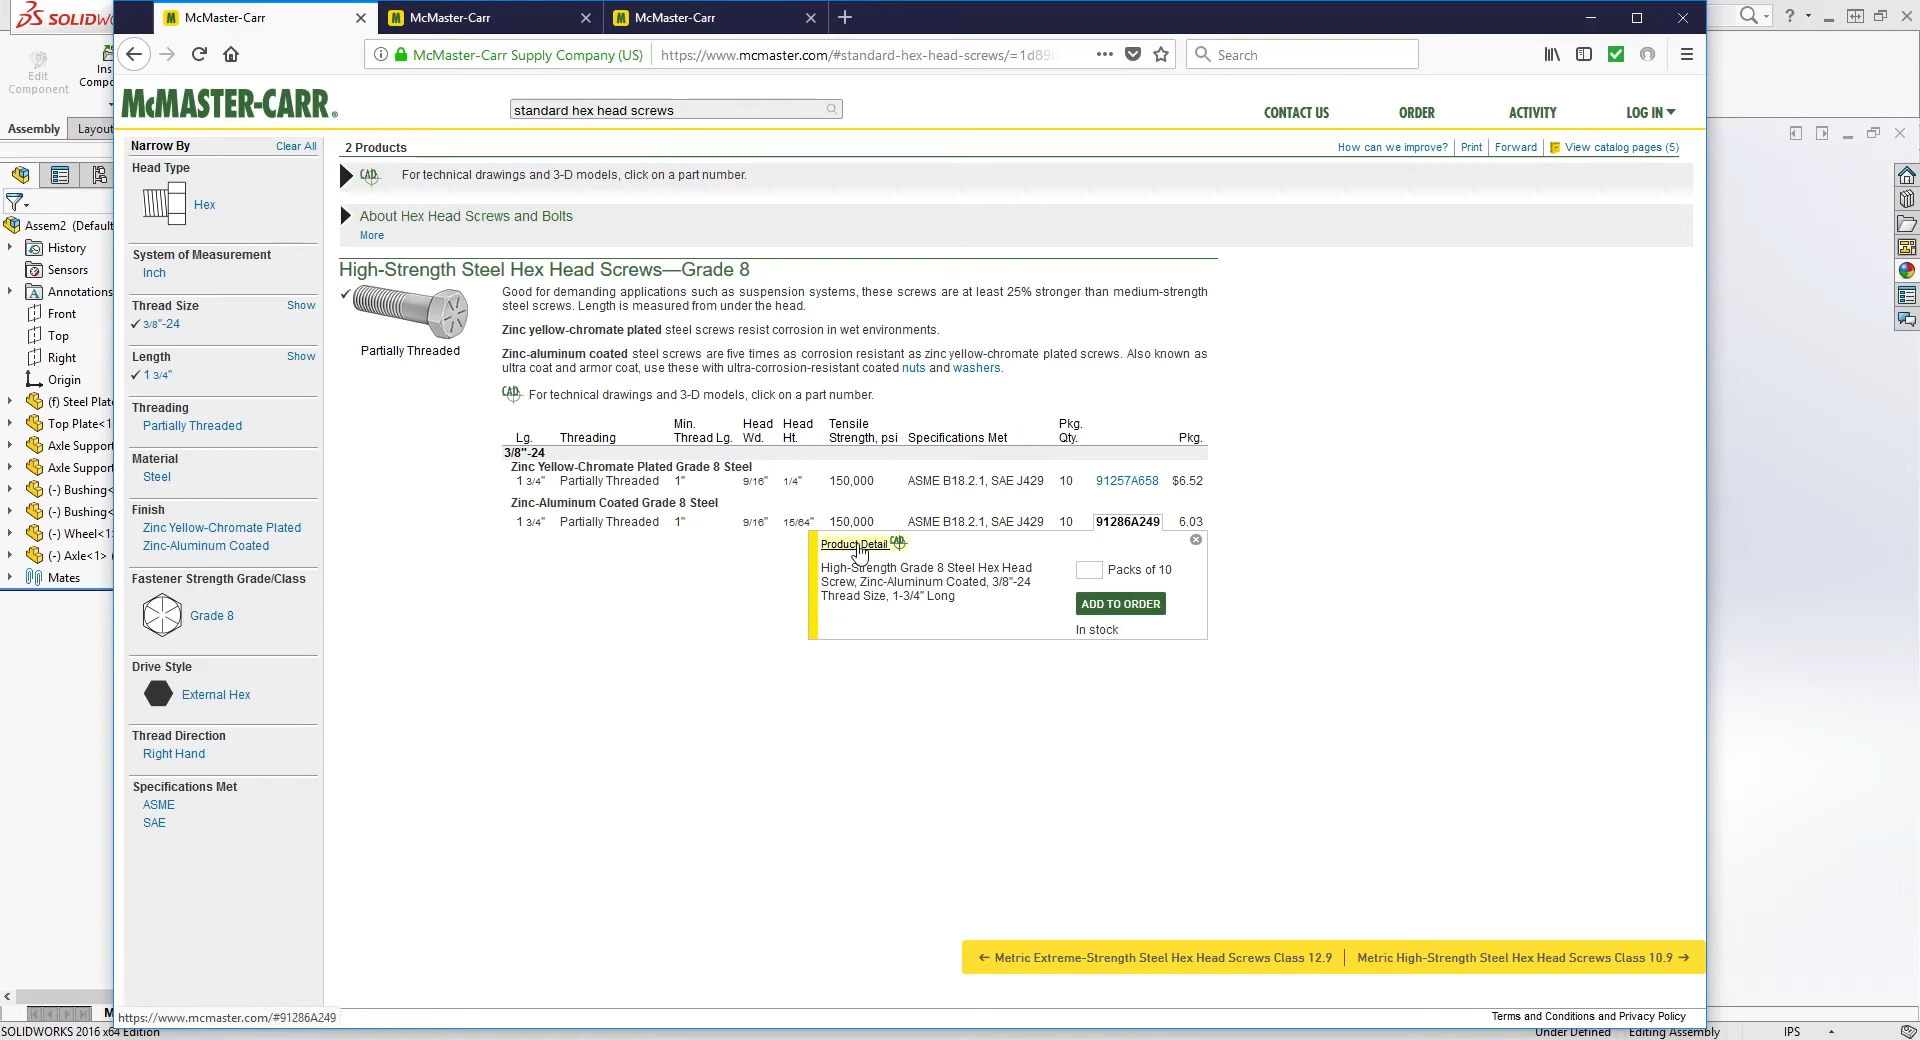 SOLIDW
McMaster-Carr
McMaster-Carr
McMaster-Carr
Edit
Component
Ins
Compo
McMaster-Carr Supply Company (US)
https://www.mcmaster.com/#standard-hex-head-screws/=1d89
Search
McMASTER-CARR.
standard hex head screws
CONTACT US
ORDER
ACTIVITY
LOG IN
Assembly
Layout
Narrow By
Clear All
2 Products
How can we improve?
Print
Forward
View catalog pages (5)
Head Type
Hex
CAD
For technical drawings and 3-D models, click on a part number.
About Hex Head Screws and Bolts
More
Assem2 (Default
History
Sensors
Annotations
Front
Top
Right
Origin
(f) Steel Plat
Top Plate<1
Axle Suppor
Axle Suppor
(-) Bushing<
(-) Bushing<
(-) Wheel<1>
(-) Axle<1> (
Mates
System of Measurement
Inch
Thread Size
Show
3/8"-24
Length
Show
1 3/4"
Threading
Partially Threaded
Material
Steel
Finish
Zinc Yellow-Chromate Plated
Zinc-Aluminum Coated
Fastener Strength Grade/Class
Grade 8
Drive Style
External Hex
Thread Direction
Right Hand
Specifications Met
ASME
SAE
High-Strength Steel Hex Head Screws—Grade 8
Partially Threaded
Good for demanding applications such as suspension systems, these screws are at least 25% stronger than medium-strength
steel screws. Length is measured from under the head.
Zinc yellow-chromate plated steel screws resist corrosion in wet environments.
Zinc-aluminum coated steel screws are five times as corrosion resistant as zinc yellow-chromate plated screws. Also known as
ultra coat and armor coat, use these with ultra-corrosion-resistant coated nuts and washers.
CAD For technical drawings and 3-D models, click on a part number.
Lg. Threading Min. Thread Lg. Head Wd. Head Ht. Tensile Strength, psi Specifications Met Pkg. Qty. Pkg.
3/8"-24
Zinc Yellow-Chromate Plated Grade 8 Steel
1 3/4" Partially Threaded 1" 9/16" 1/4" 150,000 ASME B18.2.1, SAE J429 10 91257A658 $6.52
Zinc-Aluminum Coated Grade 8 Steel
1 3/4" Partially Threaded 1" 9/16" 15/64" 150,000 ASME B18.2.1, SAE J429 10 91286A249 6.03
Product Detail CAD
High-Strength Grade 8 Steel Hex Head
Screw, Zinc-Aluminum Coated, 3/8"-24
Thread Size, 1-3/4" Long
Packs of 10
ADD TO ORDER
In stock
← Metric Extreme-Strength Steel Hex Head Screws Class 12.9
Metric High-Strength Steel Hex Head Screws Class 10.9 →
M
https://www.mcmaster.com/#91286A249
Terms and Conditions and Privacy Policy
SOLIDWORKS 2016 x64 Edition
Under Defined
Editing Assembly
IPS